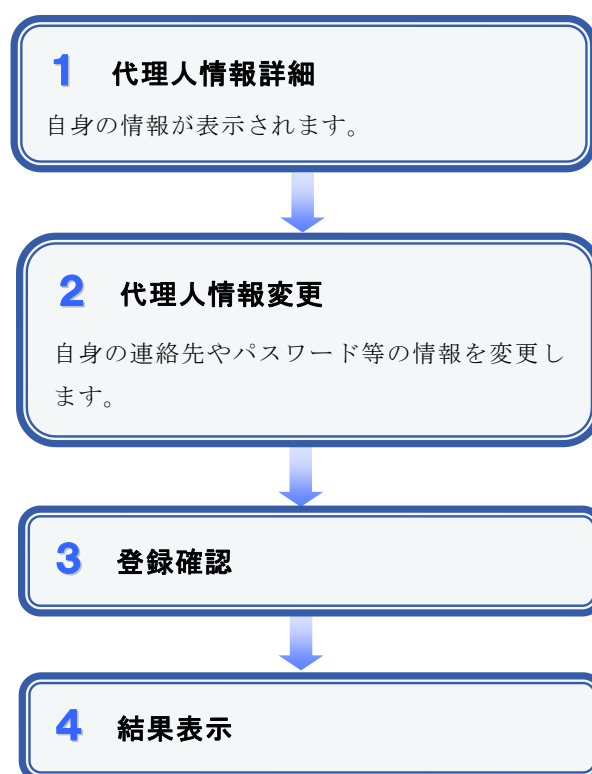 1 代理人情報詳細
自身の情報が表示されます。
2 代理人情報変更
自身の連絡先やパスワード等の情報を変更し
ます。
3 登録確認
4 結果表示